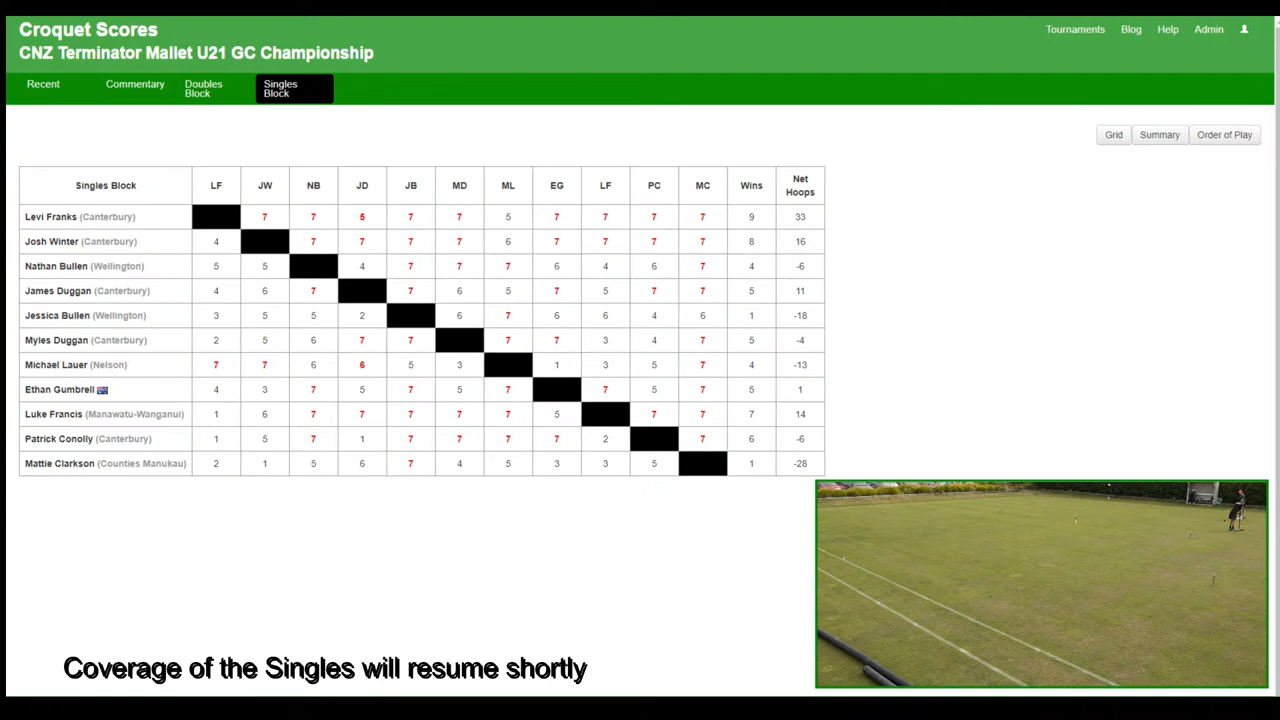 Croquet Scores
CNZ Terminator Mallet U21 GC Championship
Tournaments Blog Help Admin
Recent Commentary Doubles Block Singles Block
Grid Summary Order of Play
Singles Block LF JW NB JD JB MD ML EG LF PC MC Wins Net Hoops
Levi Franks (Canterbury) 7 7 5 7 7 5 7 7 7 7 9 33
Josh Winter (Canterbury) 4 7 7 7 7 6 7 7 7 7 8 16
Nathan Bullen (Wellington) 5 5 4 7 7 7 6 4 6 7 4 -6
James Duggan (Canterbury) 4 6 7 7 6 5 7 5 7 7 5 11
Jessica Bullen (Wellington) 3 5 5 2 6 7 6 6 4 6 1 -18
Myles Duggan (Canterbury) 2 5 6 7 7 7 7 3 4 7 5 -4
Michael Lauer (Nelson) 7 7 6 6 5 3 1 3 5 7 4 -13
Ethan Gumbrell 4 3 7 5 7 5 7 7 5 7 5 1
Luke Francis (Manawatu-Wanganui) 1 6 7 7 7 7 7 5 7 7 7 14
Patrick Conolly (Canterbury) 1 5 7 1 7 7 7 7 2 7 6 -6
Mattie Clarkson (Counties Manukau) 2 1 5 6 7 4 5 3 3 5 1 -28
Coverage of the Singles will resume shortly